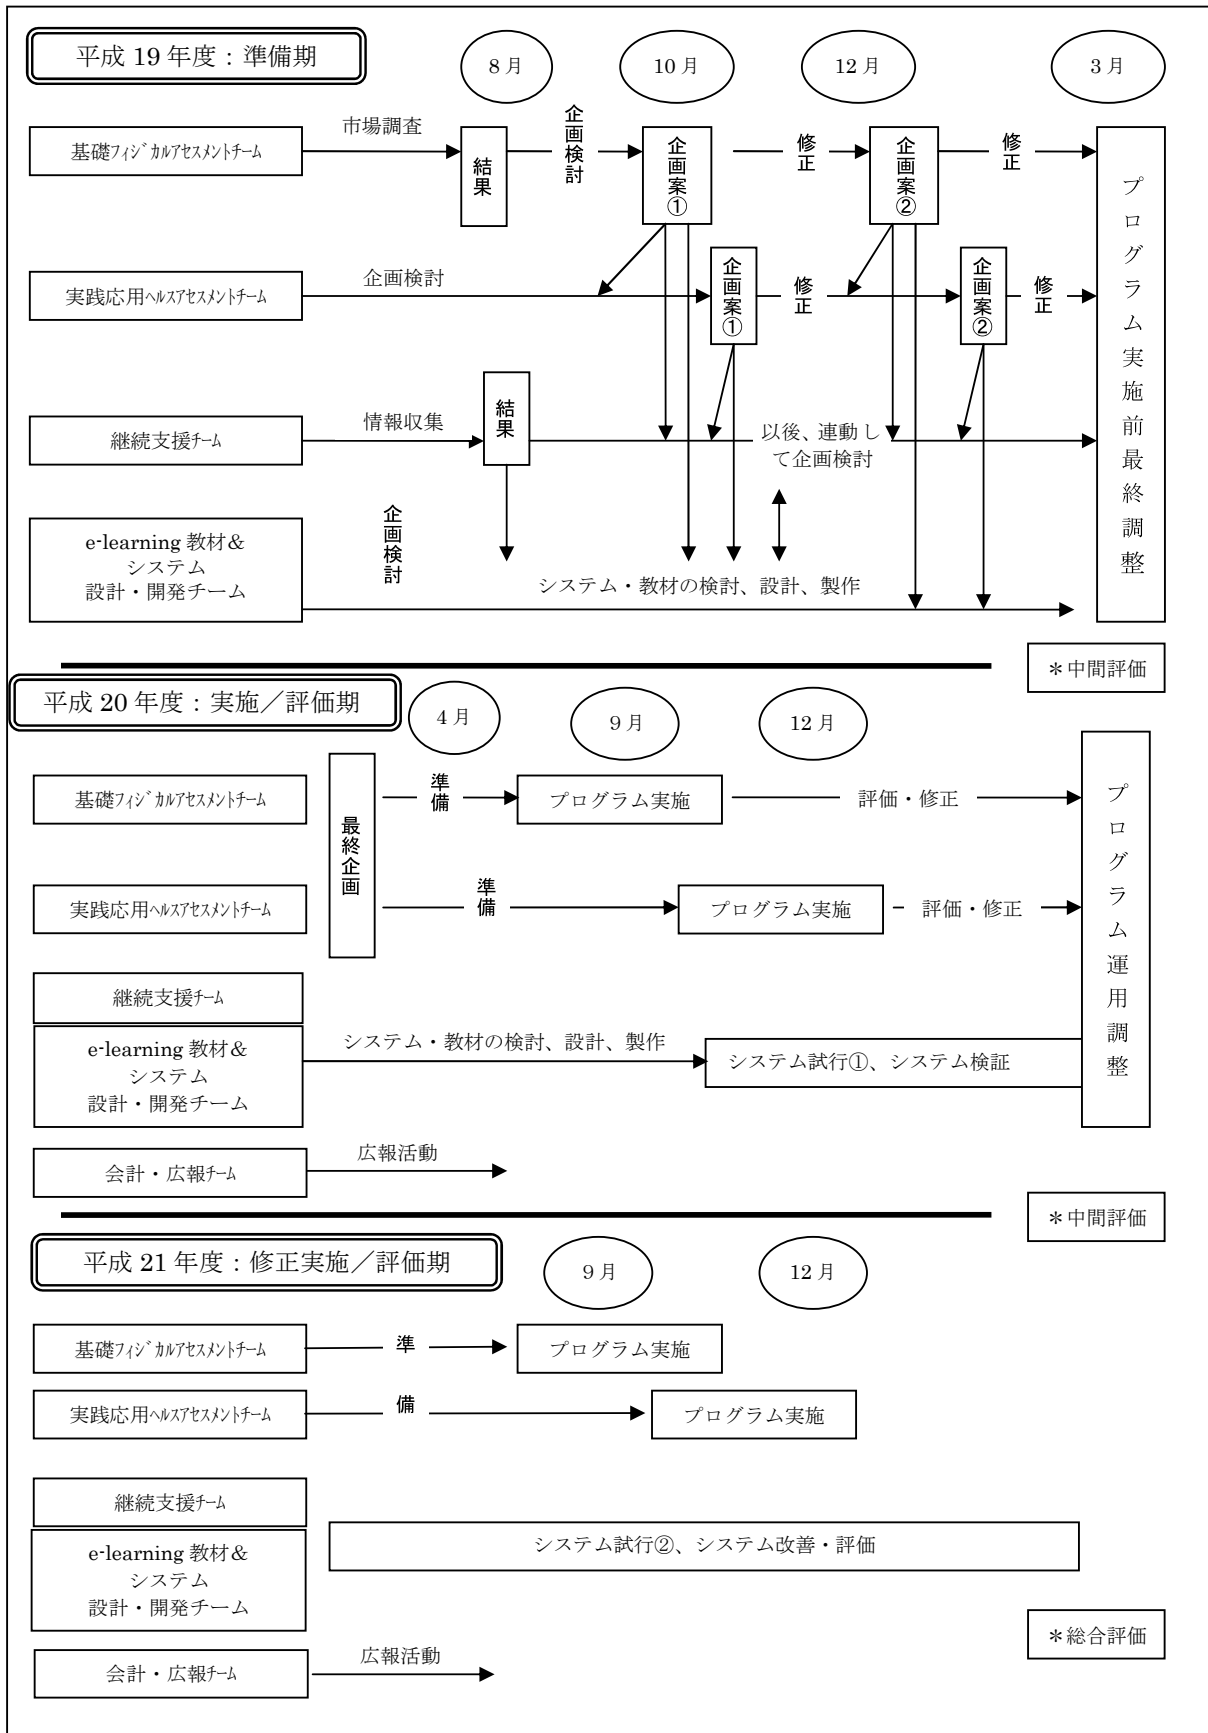 平成 19 年度：準備期
8 月
10 月
12 月
3 月
基礎ﾌｨｼﾞｶﾙｱｾｽﾒﾝﾄﾁｰﾑ
市場調査
結果
企画検討
企画案①
修正
企画案②
修正
プログラム実施前最終調整
実践応用ﾍﾙｽｱｾｽﾒﾝﾄﾁｰﾑ
企画検討
企画案①
修正
企画案②
修正
継続支援ﾁｰﾑ
情報収集
結果
以後、連動し
て企画検討
e-learning 教材＆
システム
設計・開発チーム
企画検討
システム・教材の検討、設計、製作
＊中間評価
平成 20 年度：実施／評価期
4 月
9 月
12 月
基礎ﾌｨｼﾞｶﾙｱｾｽﾒﾝﾄﾁｰﾑ
最終企画
準備
プログラム実施
評価・修正
プログラム運用調整
実践応用ﾍﾙｽｱｾｽﾒﾝﾄﾁｰﾑ
準備
プログラム実施
評価・修正
継続支援ﾁｰﾑ
e-learning 教材＆
システム
設計・開発チーム
システム・教材の検討、設計、製作
システム試行①、システム検証
会計・広報ﾁｰﾑ
広報活動
＊中間評価
平成 21 年度：修正実施／評価期
9 月
12 月
基礎ﾌｨｼﾞｶﾙｱｾｽﾒﾝﾄﾁｰﾑ
準
プログラム実施
実践応用ﾍﾙｽｱｾｽﾒﾝﾄﾁｰﾑ
備
プログラム実施
継続支援ﾁｰﾑ
e-learning 教材＆
システム
設計・開発チーム
システム試行②、システム改善・評価
＊総合評価
会計・広報ﾁｰﾑ
広報活動